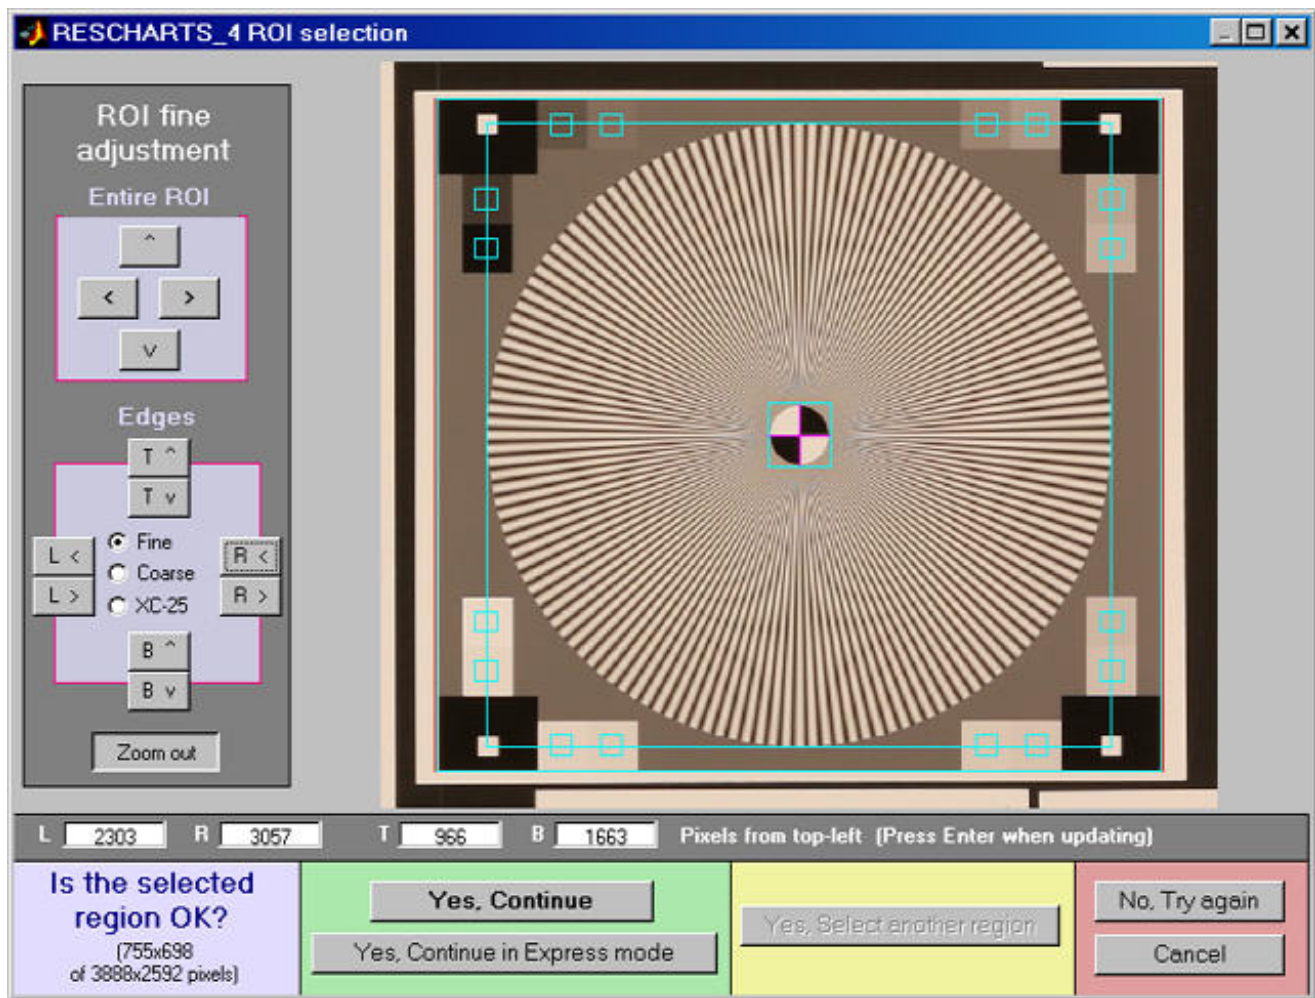 RESCHARTS_4 ROI selection
ROI fine
adjustment
Entire ROI
^
< >
v
Edges
T ^
T v
L <
L >
Fine
Coarse
XC-25
R <
R >
B ^
B v
Zoom out
L 2303 R 3057 T 966 B 1663 Pixels from top-left (Press Enter when updating)
Is the selected
region OK?
(755x698
of 3888x2592 pixels)
Yes, Continue
Yes, Continue in Express mode
Yes, Select another region
No, Try again
Cancel